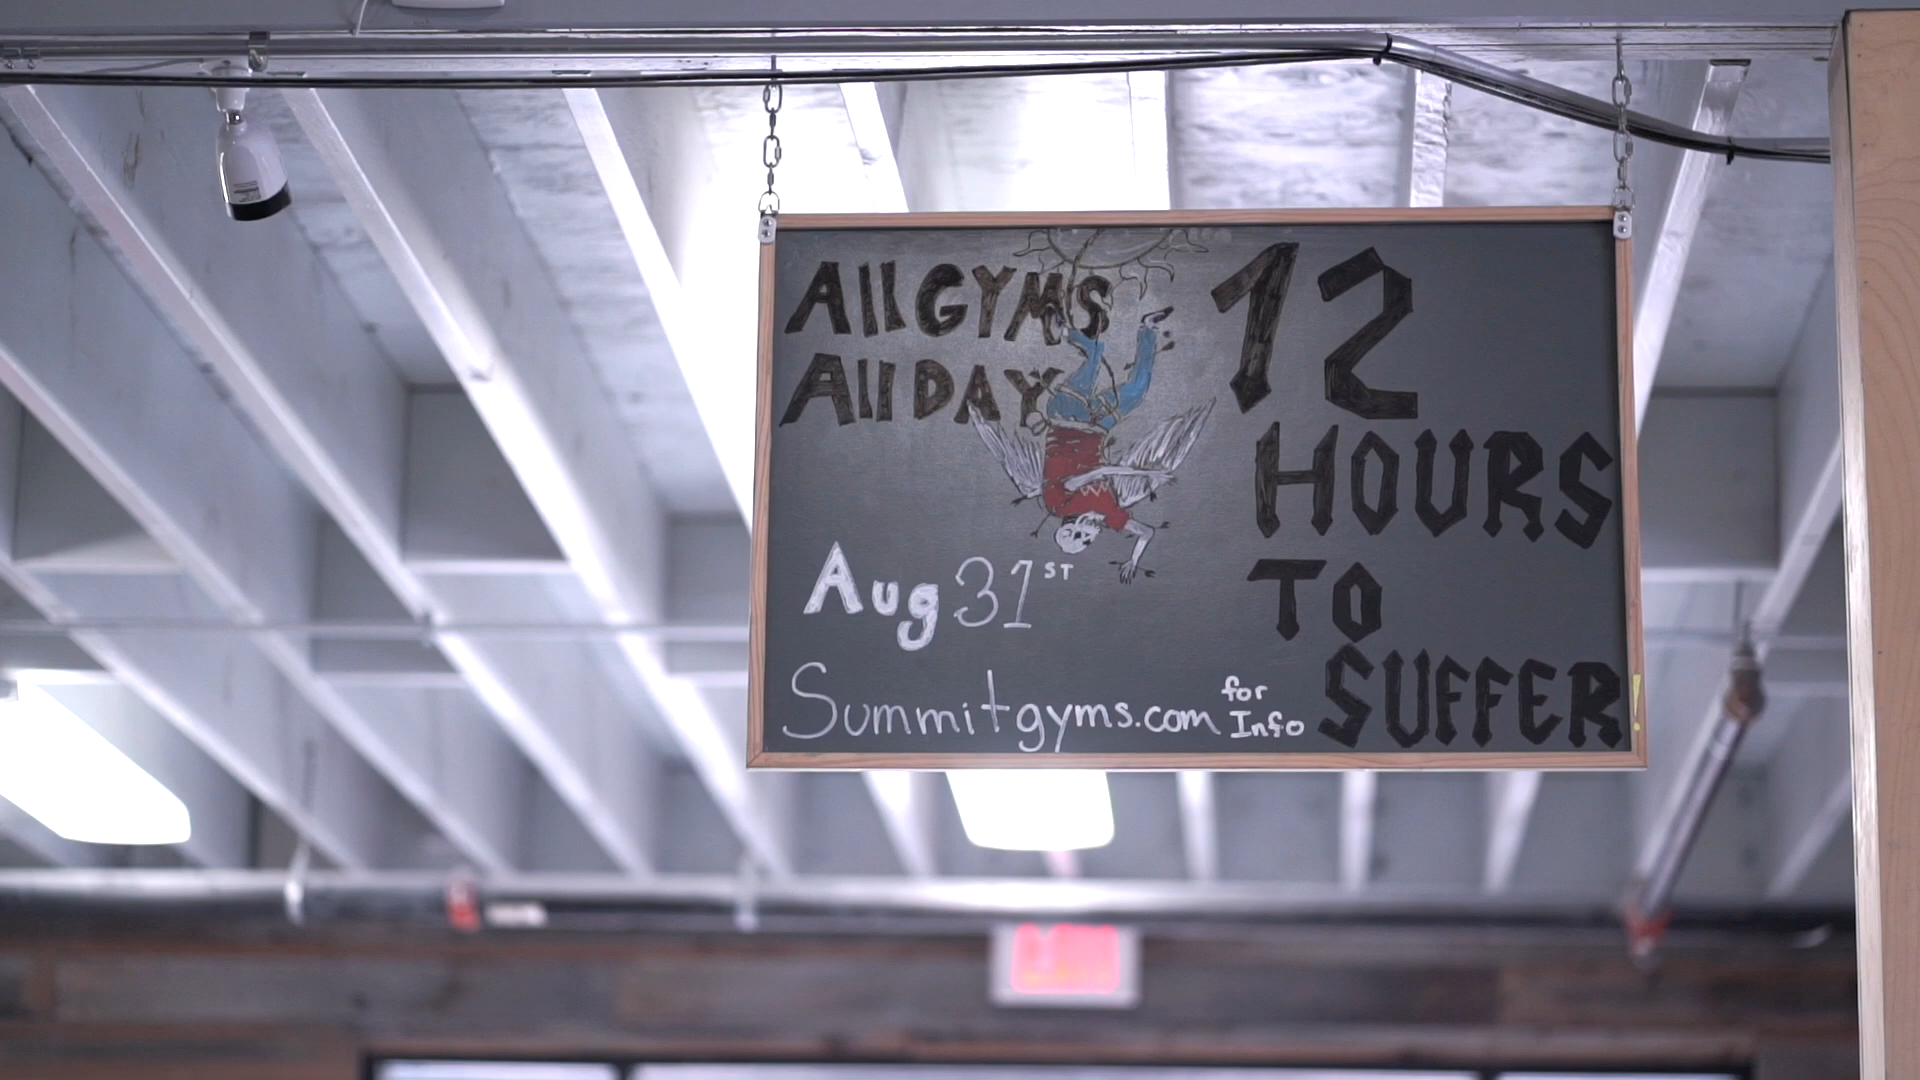 All GYMS
All DAY
12
HOURS
TO
SUFFER!
Aug 31ST
Summitgyms.com for Info